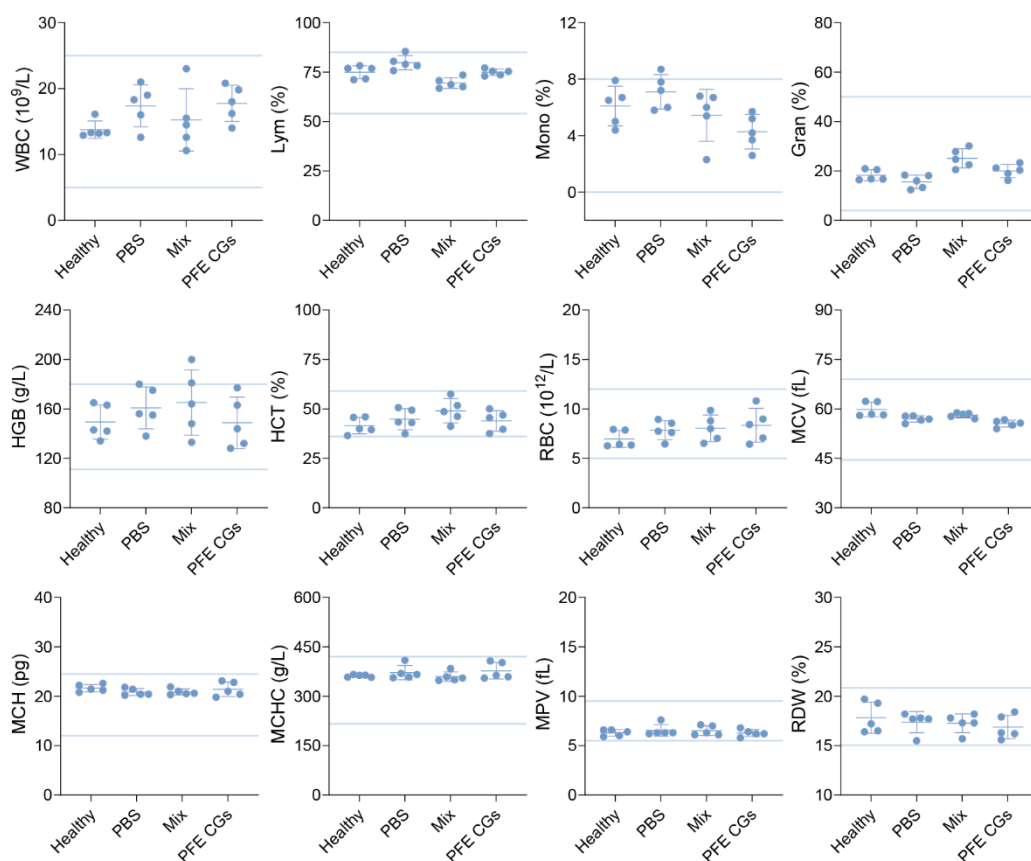 WBC (10⁹/L)
30
20
10
0
Healthy
PBS
Mix
PFE CGs
Lym (%)
100
75
50
25
0
Healthy
PBS
Mix
PFE CGs
Mono (%)
12
8
4
0
Healthy
PBS
Mix
PFE CGs
Gran (%)
80
60
40
20
0
Healthy
PBS
Mix
PFE CGs
HGB (g/L)
240
200
160
120
80
Healthy
PBS
Mix
PFE CGs
HCT (%)
100
75
50
25
0
Healthy
PBS
Mix
PFE CGs
RBC (10¹²/L)
20
15
10
5
0
Healthy
PBS
Mix
PFE CGs
MCV (fL)
90
75
60
45
30
Healthy
PBS
Mix
PFE CGs
MCH (pg)
40
30
20
10
0
Healthy
PBS
Mix
PFE CGs
MCHC (g/L)
600
450
300
150
0
Healthy
PBS
Mix
PFE CGs
MPV (fL)
20
15
10
5
0
Healthy
PBS
Mix
PFE CGs
RDW (%)
30
25
20
15
10
Healthy
PBS
Mix
PFE CGs